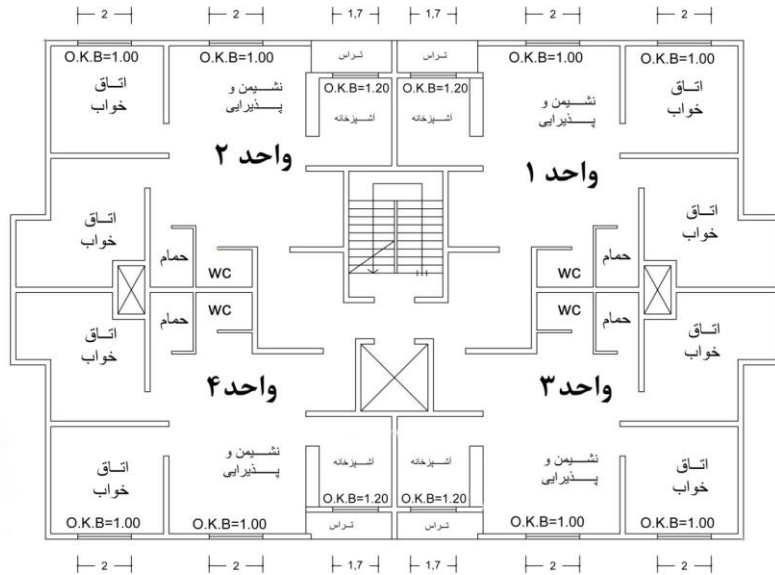 2 2 1,7 1,7 2 2
تراس تراس
O.K.B=1.00 O.K.B=1.00 O.K.B=1.00 O.K.B=1.00
اتاق
خواب
نشیمن و
پذیرایی
O.K.B=1.20 O.K.B=1.20
نشیمن و
پذیرایی
اتاق
خواب
آشپزخانه آشپزخانه
واحد ۲
واحد ۱
اتاق
خواب
اتاق
خواب
حمام
WC
WC
حمام
حمام
WC
WC
حمام
اتاق
خواب
اتاق
خواب
واحد ۴
واحد ۳
اتاق
خواب
نشیمن و
پذیرایی
آشپزخانه آشپزخانه
نشیمن و
پذیرایی
اتاق
خواب
O.K.B=1.20 O.K.B=1.20
O.K.B=1.00 O.K.B=1.00 O.K.B=1.00 O.K.B=1.00
تراس تراس
2 2 1,7 1,7 2 2